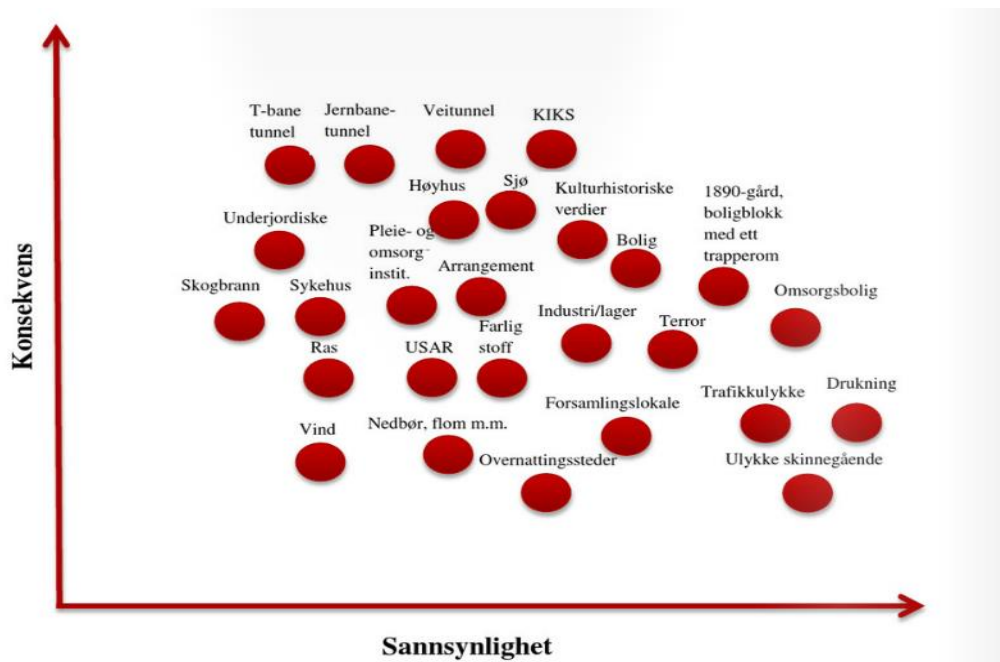 T-bane
tunnel
Jernbane-
tunnel
Veitunnel
KIKS
Høyhus
Sjø
Kulturhistoriske
verdier
1890-gård,
boligblokk
med ett
trapperom
Underjordiske
Pleie- og
omsorg-
instit.
Bolig
Arrangement
Skogbrann
Sykehus
Omsorgsbolig
Industri/lager
Terror
Farlig
stoff
Ras
USAR
Trafikkulykke
Drukning
Forsamlingslokale
Vind
Nedbør, flom m.m.
Overnattingssteder
Ulykke skinnegående
Konsekvens
Sannsynlighet